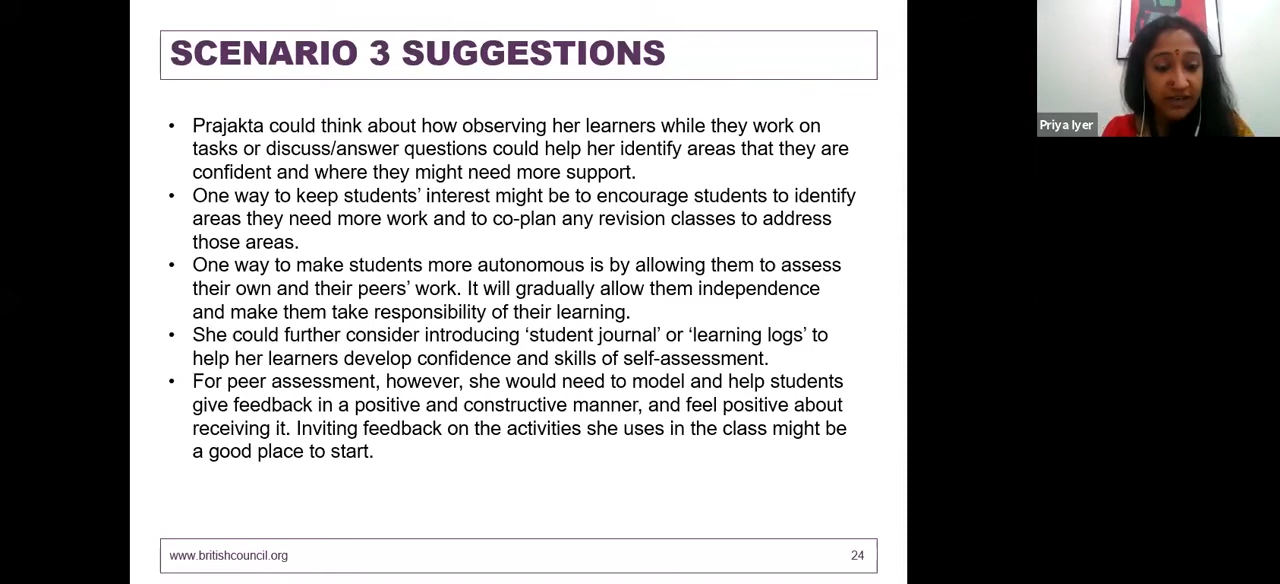 SCENARIO 3 SUGGESTIONS
• Prajakta could think about how observing her learners while they work on
tasks or discuss/answer questions could help her identify areas that they are
confident and where they might need more support.
• One way to keep students’ interest might be to encourage students to identify
areas they need more work and to co-plan any revision classes to address
those areas.
• One way to make students more autonomous is by allowing them to assess
their own and their peers’ work. It will gradually allow them independence
and make them take responsibility of their learning.
• She could further consider introducing ‘student journal’ or ‘learning logs’ to
help her learners develop confidence and skills of self-assessment.
• For peer assessment, however, she would need to model and help students
give feedback in a positive and constructive manner, and feel positive about
receiving it. Inviting feedback on the activities she uses in the class might be
a good place to start.
www.britishcouncil.org
24
Priya Iyer